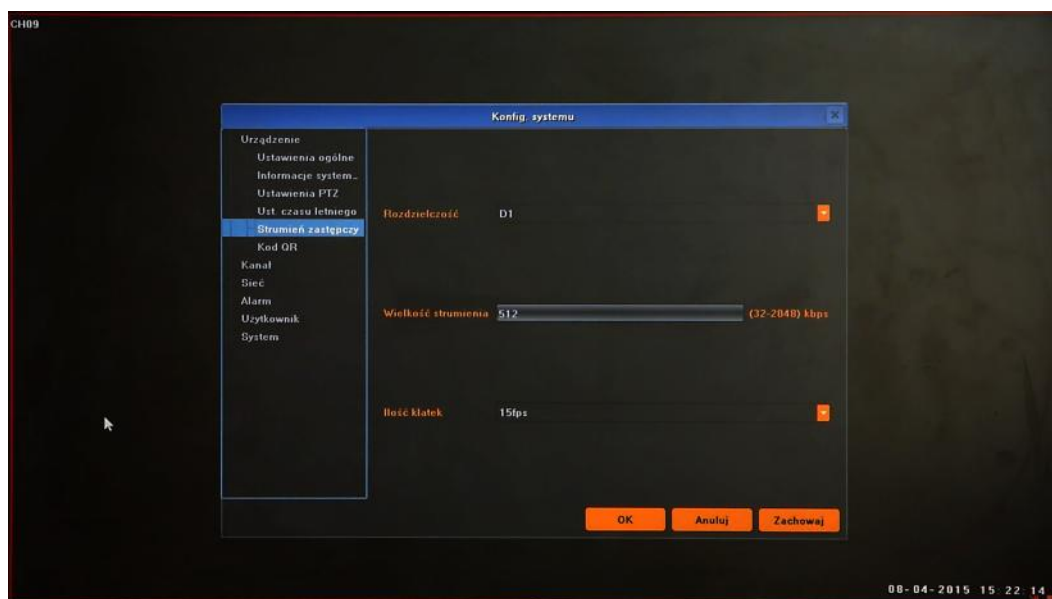 CH09
Konfig. systemu
Urządzenie
Ustawienia ogólne
Informacje system_
Ustawienia PTZ
Ust. czasu letniego
Strumień zastępczy
Kod QR
Kanał
Sieć
Alarm
Użytkownik
System
Rozdzielczość D1
Wielkość strumienia 512 (32-2048) kbps
Ilość klatek 15fps
OK Anuluj Zachowaj
08-04-2015 15:22:14